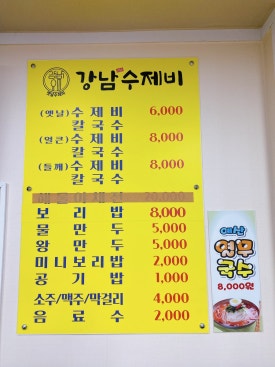 강남수제비
(옛날) 수제비 6,000
칼국수
(얼큰) 수제비 8,000
칼국수
(들깨) 수제비 8,000
칼국수
보리밥 8,000
물만두 5,000
왕만두 5,000
미니보리밥 2,000
공기밥 1,000
소주/맥주/막걸리 4,000
음료수 2,000
열무
국수
8,000원